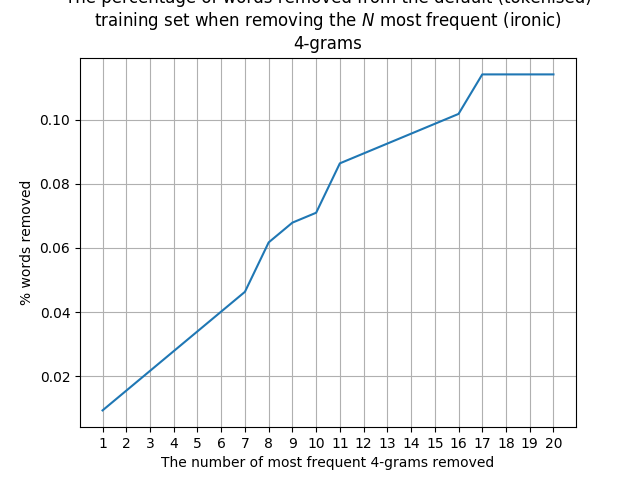 The percentage of words removed from the default (tokenised)
training set when removing the N most frequent (ironic)
4-grams
0.10
0.08
0.06
0.04
0.02
% words removed
1 2 3 4 5 6 7 8 9 10 11 12 13 14 15 16 17 18 19 20
The number of most frequent 4-grams removed